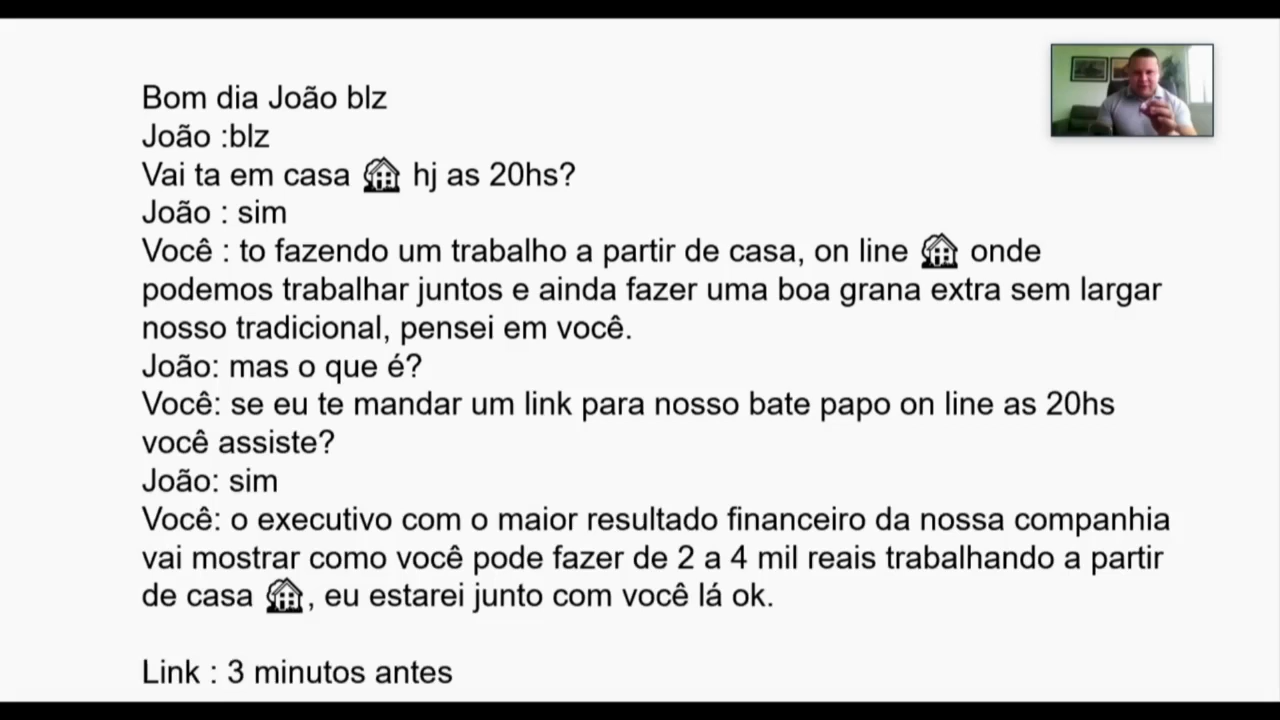 Bom dia João blz
João :blz
Vai ta em casa 🏡 hj as 20hs?
João : sim
Você : to fazendo um trabalho a partir de casa, on line 🏡 onde
podemos trabalhar juntos e ainda fazer uma boa grana extra sem largar
nosso tradicional, pensei em você.
João: mas o que é?
Você: se eu te mandar um link para nosso bate papo on line as 20hs
você assiste?
João: sim
Você: o executivo com o maior resultado financeiro da nossa companhia
vai mostrar como você pode fazer de 2 a 4 mil reais trabalhando a partir
de casa 🏡, eu estarei junto com você lá ok.
Link : 3 minutos antes